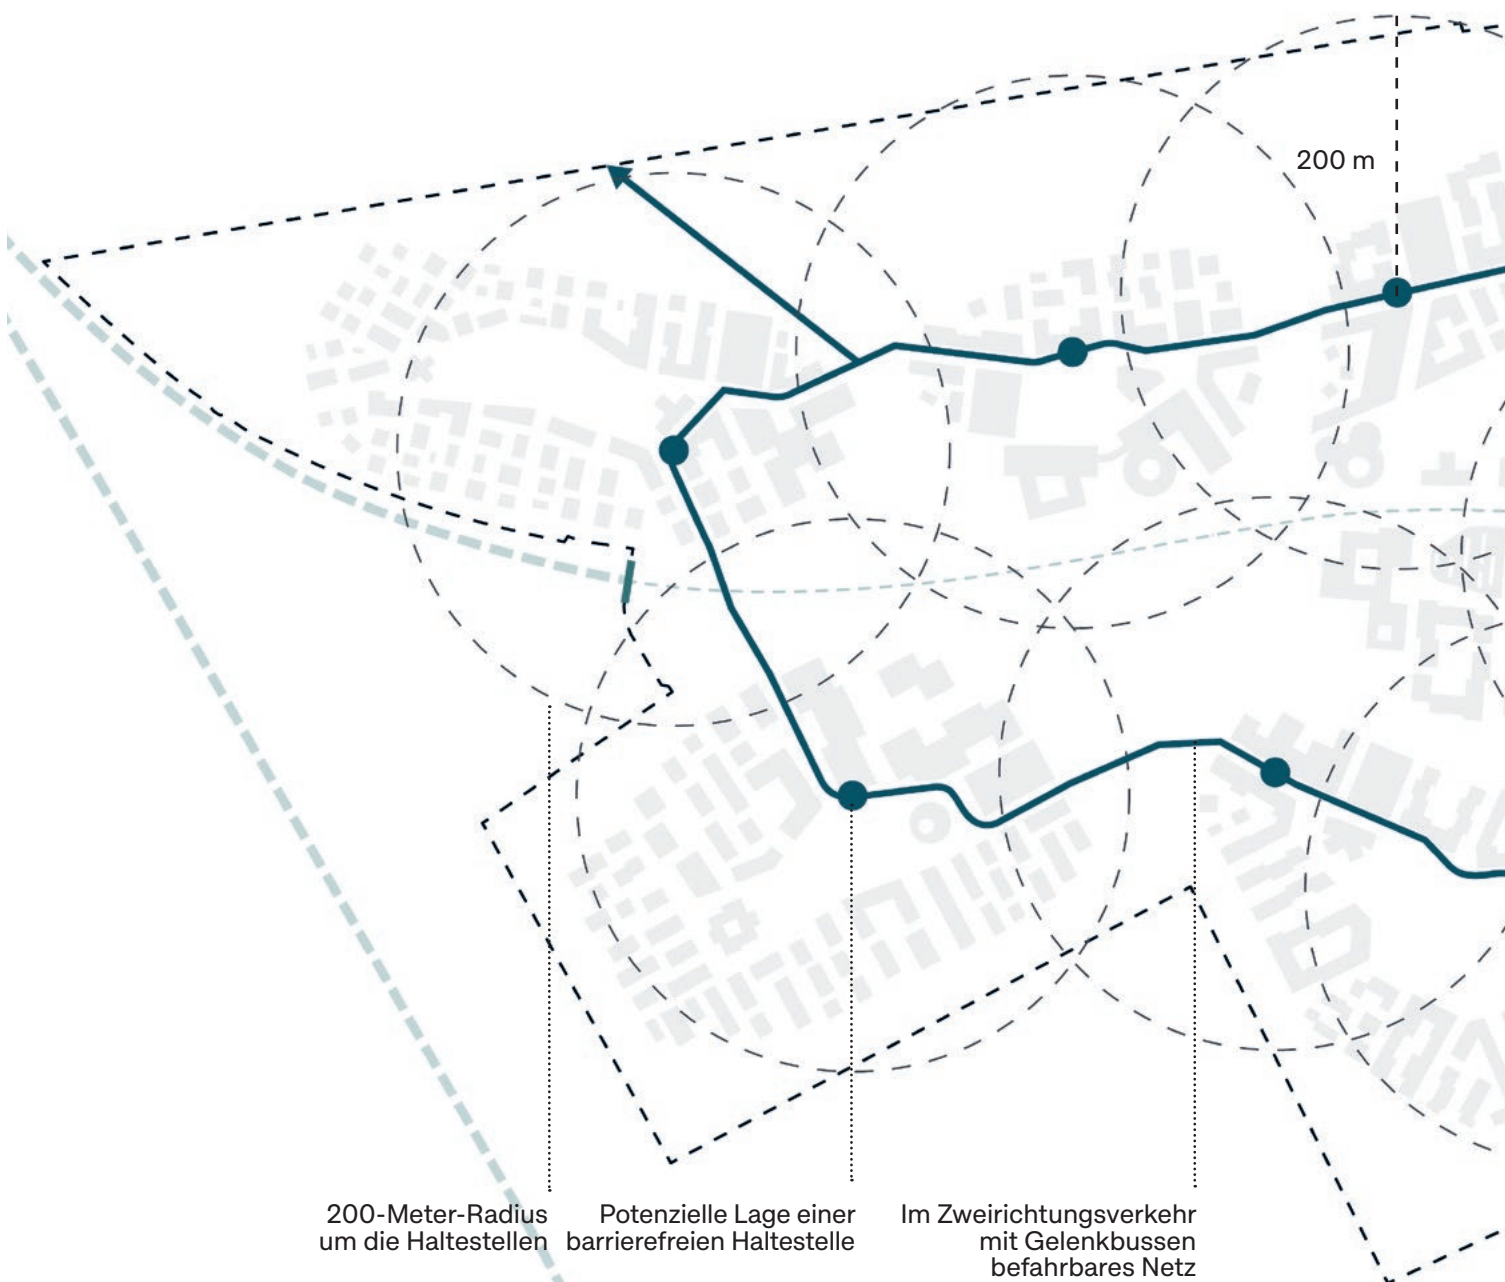 200 m
200-Meter-Radius
um die Haltestellen
Potenzielle Lage einer
barrierefreien Haltestelle
Im Zweirichtungsverkehr
mit Gelenkbussen
befahrbares Netz